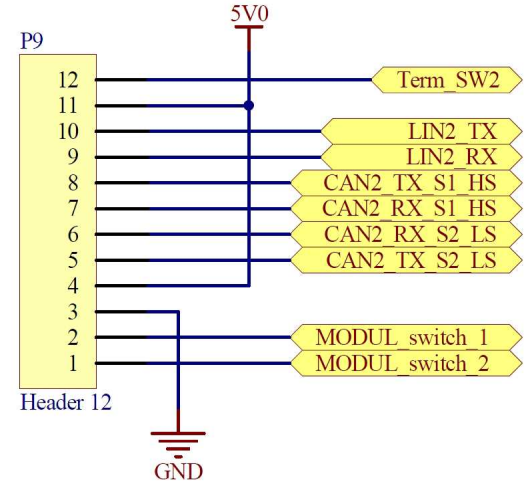 5V0
P9
12 Term_SW2
11
10 LIN2_TX
9 LIN2_RX
8 CAN2_TX_S1_HS
7 CAN2_RX_S1_HS
6 CAN2_RX_S2_LS
5 CAN2_TX_S2_LS
4
3
2 MODUL_switch_1
1 MODUL_switch_2
Header 12
GND